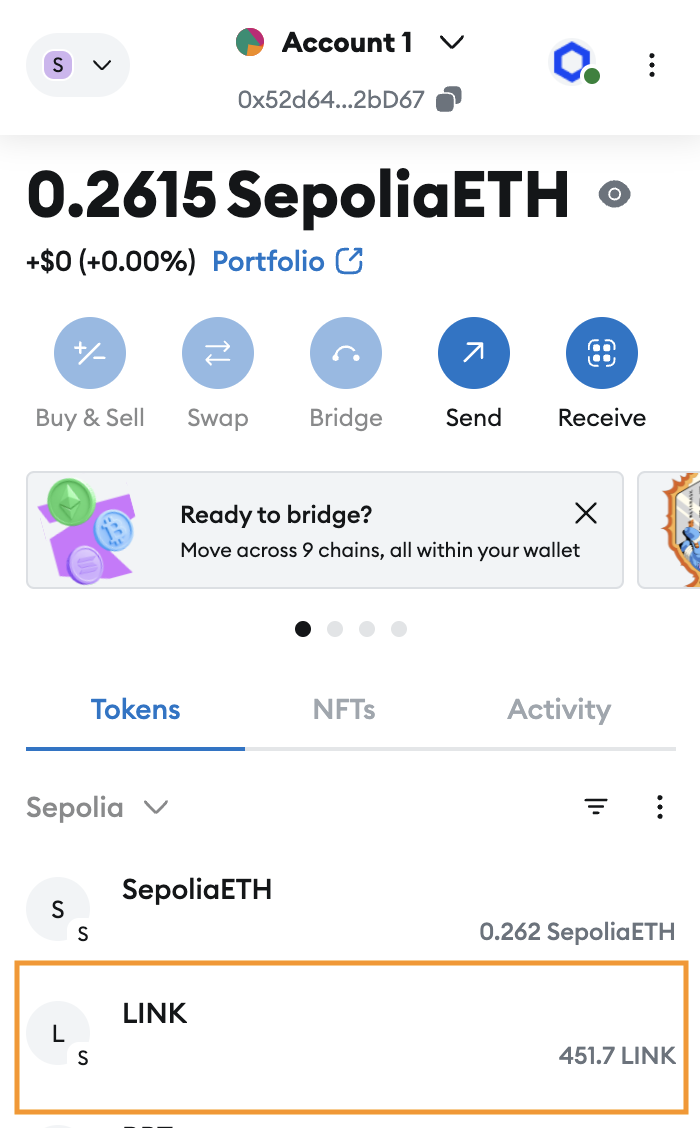 S
Account 1
0x52d64...2bD67
0.2615 SepoliaETH
+$0 (+0.00%) Portfolio
Buy & Sell Swap Bridge Send Receive
Ready to bridge?
Move across 9 chains, all within your wallet
Tokens NFTs Activity
Sepolia
S S SepoliaETH
0.262 SepoliaETH
L S LINK
451.7 LINK